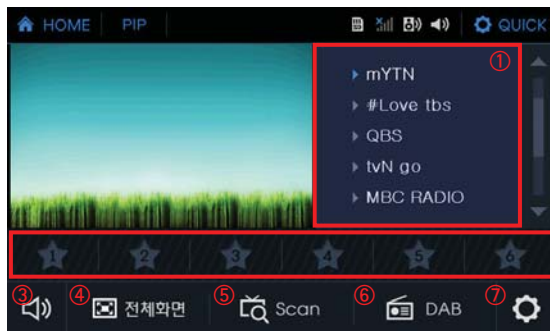 HOME PIP QUICK
①
mYTN
#Love tbs
QBS
tvN go
MBC RADIO
1 2 3 4 5 6
③ ④ 전체화면 ⑤ Scan ⑥ DAB ⑦